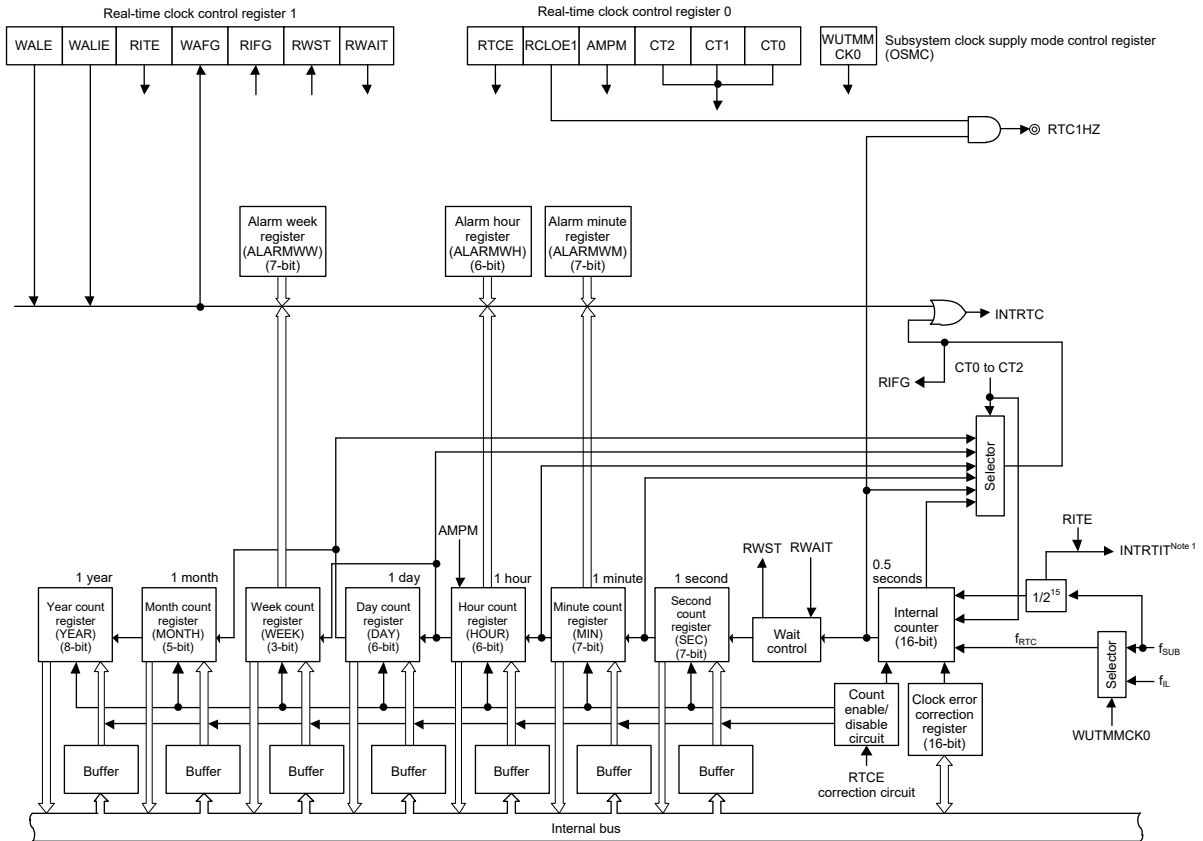 Real-time clock control register 1
Real-time clock control register 0
WALE WALIE RITE WAFG RIFG RWST RWAIT
RTCE RCLOE1 AMPM CT2 CT1 CT0
WUTMM
CK0
Subsystem clock supply mode control register
(OSMC)
RTC1HZ
Alarm week
register
(ALARMWW)
(7-bit)
Alarm hour
register
(ALARMWH)
(6-bit)
Alarm minute
register
(ALARMWM)
(7-bit)
INTRTC
RIFG
CT0 to CT2
Selector
RITE
INTRTIT Note 1
AMPM
RWST
RWAIT
0.5
seconds
1/2^15
1 year
1 month
1 day
1 hour
1 minute
1 second
Year count
register
(YEAR)
(8-bit)
Month count
register
(MONTH)
(5-bit)
Week count
register
(WEEK)
(3-bit)
Day count
register
(DAY)
(6-bit)
Hour count
register
(HOUR)
(6-bit)
Minute count
register
(MIN)
(7-bit)
Second
count
register
(SEC)
(7-bit)
Wait
control
Internal
counter
(16-bit)
fRTC
Selector
fSUB
fIL
WUTMMCK0
Count
enable/
disable
circuit
Clock error
correction
register
(16-bit)
RTCE
correction circuit
Buffer
Buffer
Buffer
Buffer
Buffer
Buffer
Buffer
Internal bus